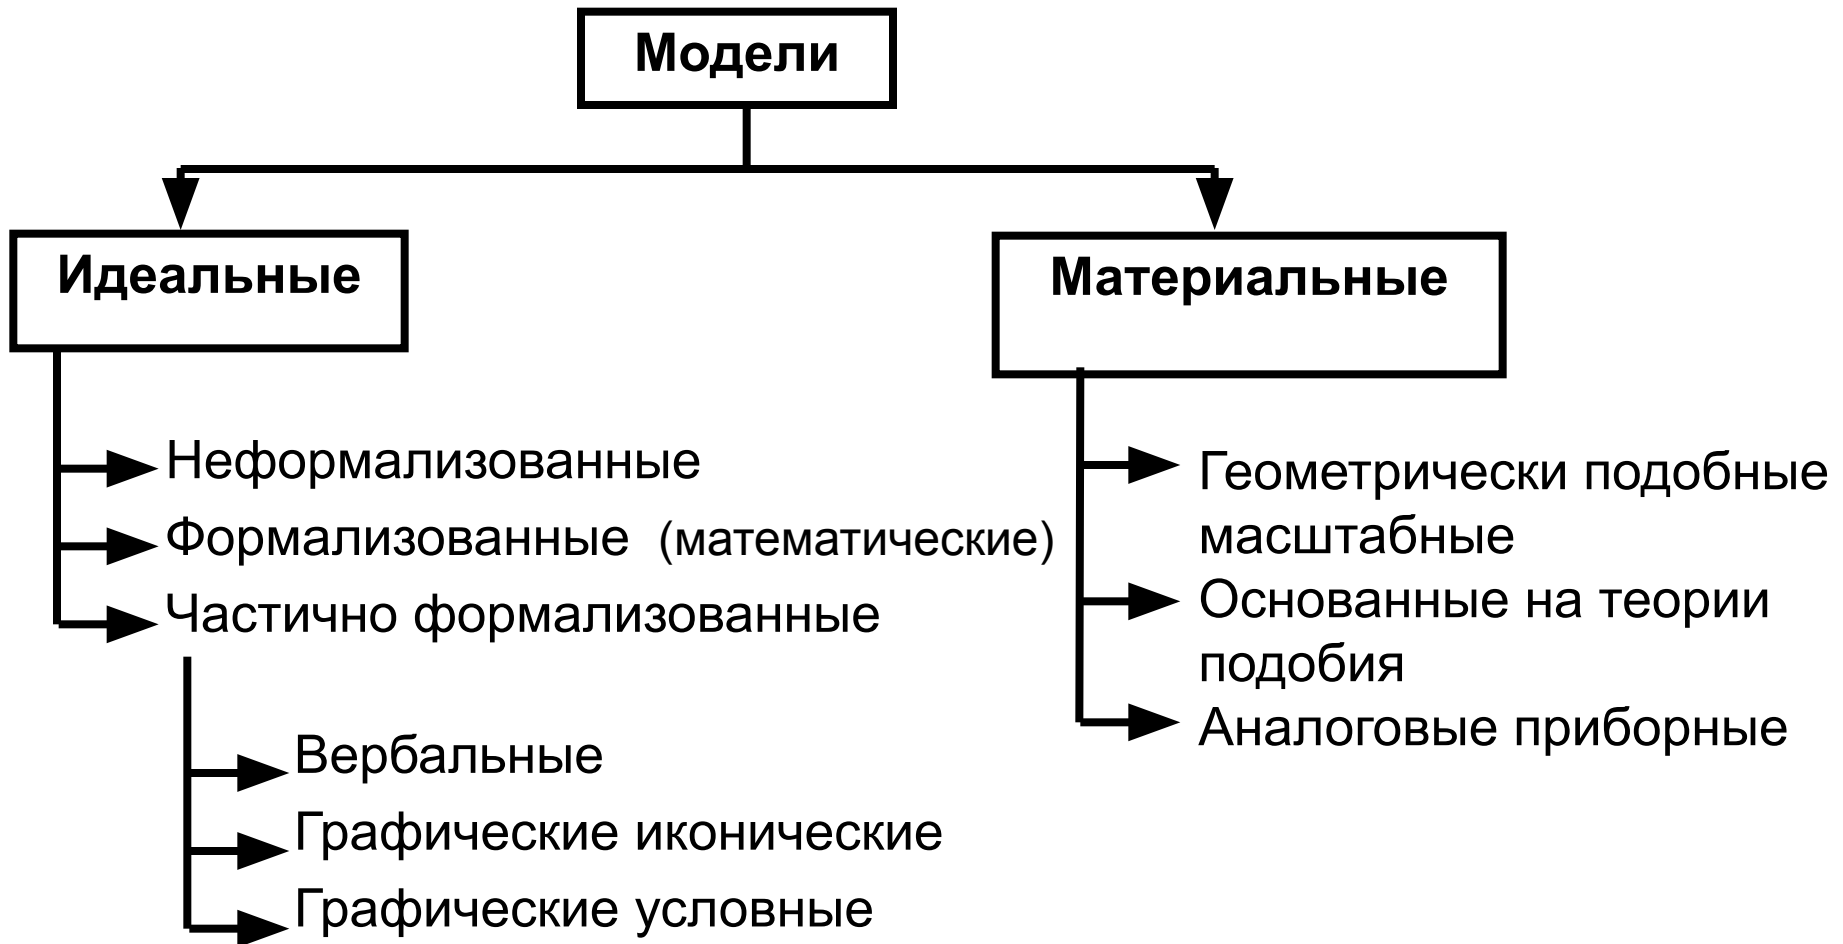 Модели
Идеальные
Материальные
Неформализованные
Формализованные (математические)
Частично формализованные
Вербальные
Графические иконические
Графические условные
Геометрически подобные
масштабные
Основанные на теории
подобия
Аналоговые приборные